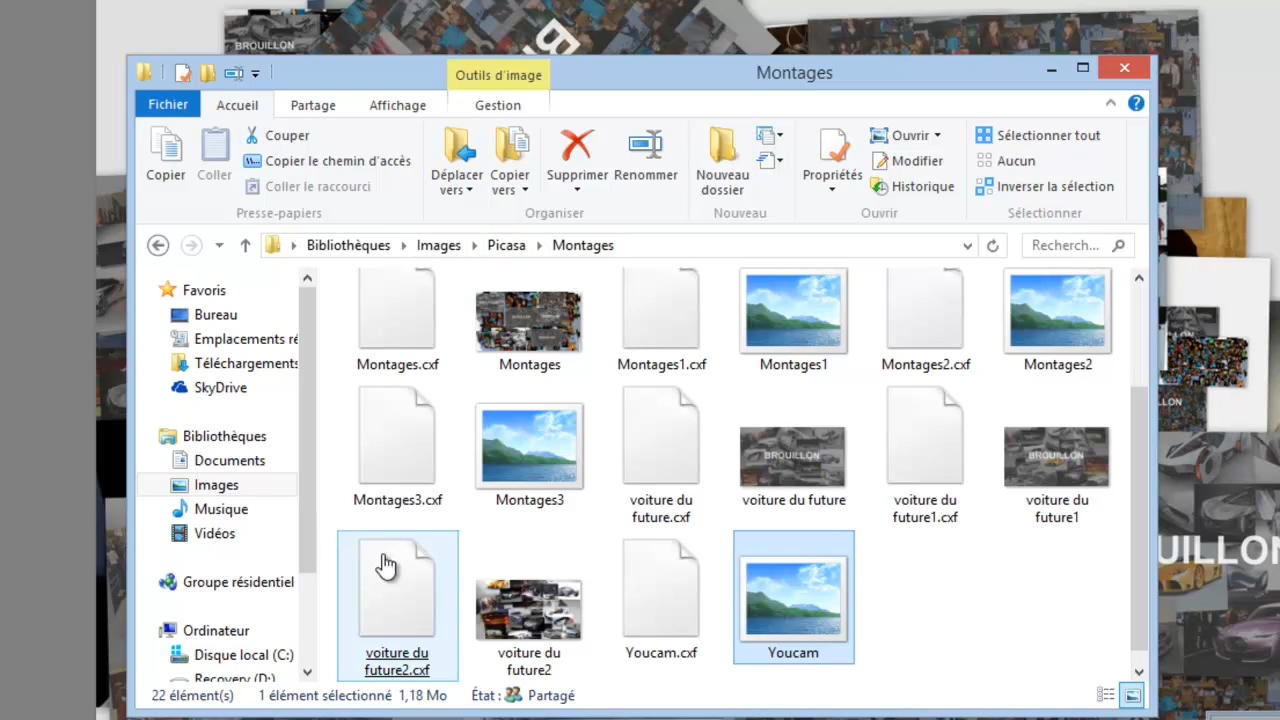 BROUILLON
Outils d'image
Montages
Fichier
Accueil
Partage
Affichage
Gestion
Copier
Coller
Couper
Copier le chemin d'accès
Coller le raccourci
Presse-papiers
Déplacer vers
Copier vers
Supprimer
Renommer
Organiser
Nouveau dossier
Nouveau
Propriétés
Ouvrir
Modifier
Historique
Ouvrir
Sélectionner tout
Aucun
Inverser la sélection
Sélectionner
Bibliothèques
Images
Picasa
Montages
Recherch...
Favoris
Bureau
Emplacements ré
Téléchargements
SkyDrive
Bibliothèques
Documents
Images
Musique
Vidéos
Groupe résidentiel
Ordinateur
Disque local (C:)
Recovery (D:)
Montages.cxf
Montages
Montages1.cxf
Montages1
Montages2.cxf
Montages2
Montages3.cxf
Montages3
voiture du
future.cxf
BROUILLON
voiture du future
voiture du
future1.cxf
BROUILLON
voiture du
future1
voiture du
future2.cxf
voiture du
future2
Youcam.cxf
Youcam
UILLON
22 élément(s)
1 élément sélectionné 1,18 Mo
État : Partagé